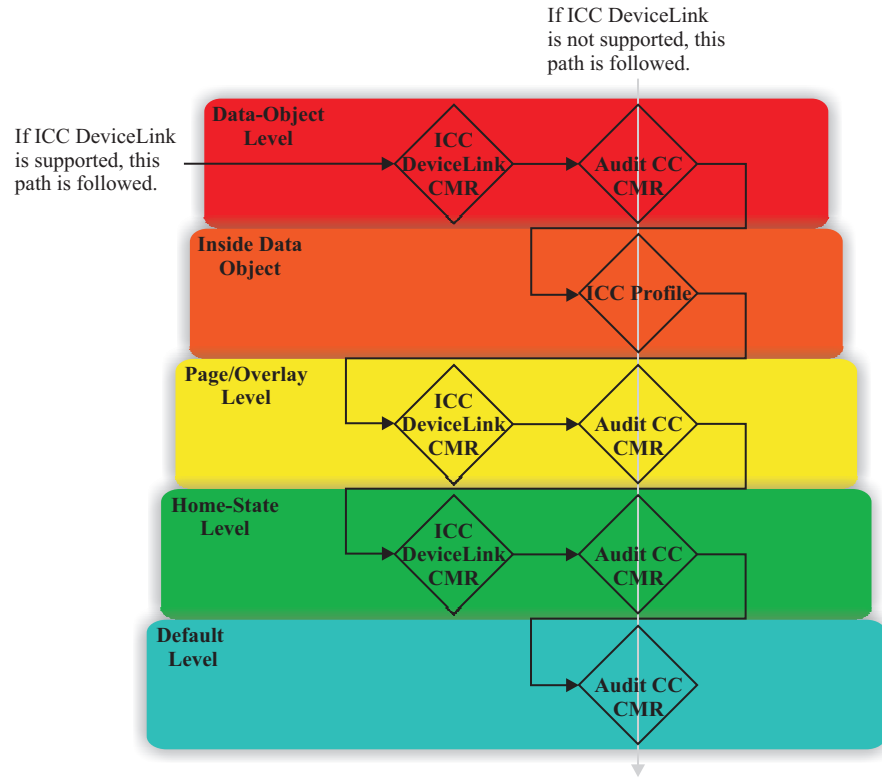 If ICC DeviceLink
is not supported, this
path is followed.
If ICC DeviceLink
is supported, this
path is followed.
Data-Object
Level
ICC
DeviceLink
CMR
Audit CC
CMR
Inside Data
Object
ICC Profile
Page/Overlay
Level
ICC
DeviceLink
CMR
Audit CC
CMR
Home-State
Level
ICC
DeviceLink
CMR
Audit CC
CMR
Default
Level
Audit CC
CMR